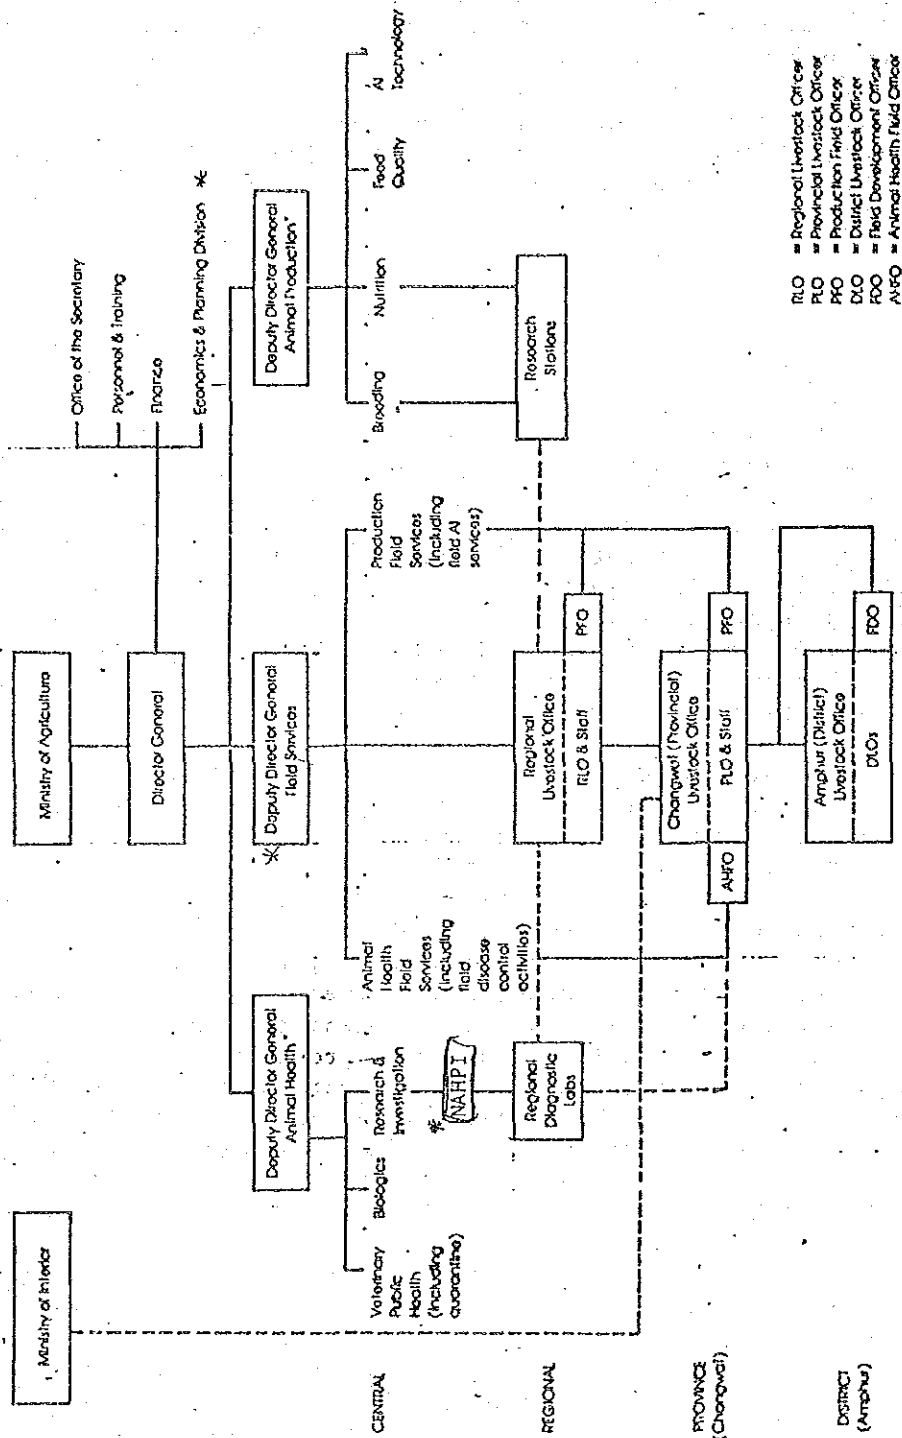 Ministry of Interior
Ministry of Agriculture
Director General
Office of the Secretary
Personnel & Training
Finance
Economics & Planning Division *
Deputy Director General
Animal Health*
* Deputy Director General
Field Services
Deputy Director General
Animal Production*
CENTRAL
Veterinary
Public
Health
(including
quarantine)
Biologics
Research &
Investigation
Animal
Health
Field
Services
(including
field
disease
control
activities)
Production
Field
Services
(including
field AI
services)
Breeding
Nutrition
Food
Quality
AI
Technology
*
NAHPI
REGIONAL
Regional
Diagnostic
Labs
Regional
Livestock Office
RLO & Staff
PFO
Research
Stations
PROVINCE
(Changwat)
Changwat (Provincial)
Livestock Office
AHFO
PLO & Staff
PFO
DISTRICT
(Amphur)
Amphur (District)
Livestock Office
DLOs
FDO
RLO = Regional Livestock Officer
PLO = Provincial Livestock Officer
PFO = Production Field Officer
DLO = District Livestock Officer
FDO = Field Development Officer
AHFO = Animal Health Field Officer